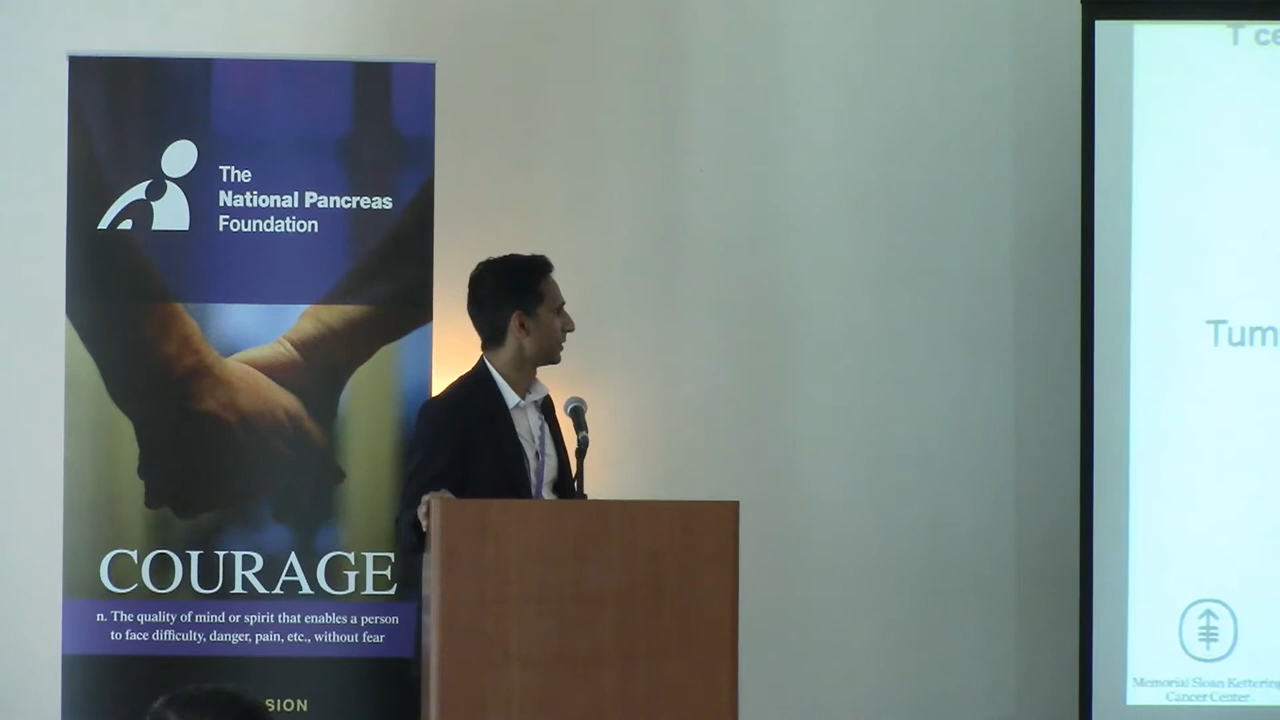 The
National Pancreas
Foundation
COURAGE
n. The quality of mind or spirit that enables a person
to face difficulty, danger, pain, etc., without fear
SION
T ce
Tum
Memorial Sloan Kettering
Cancer Center